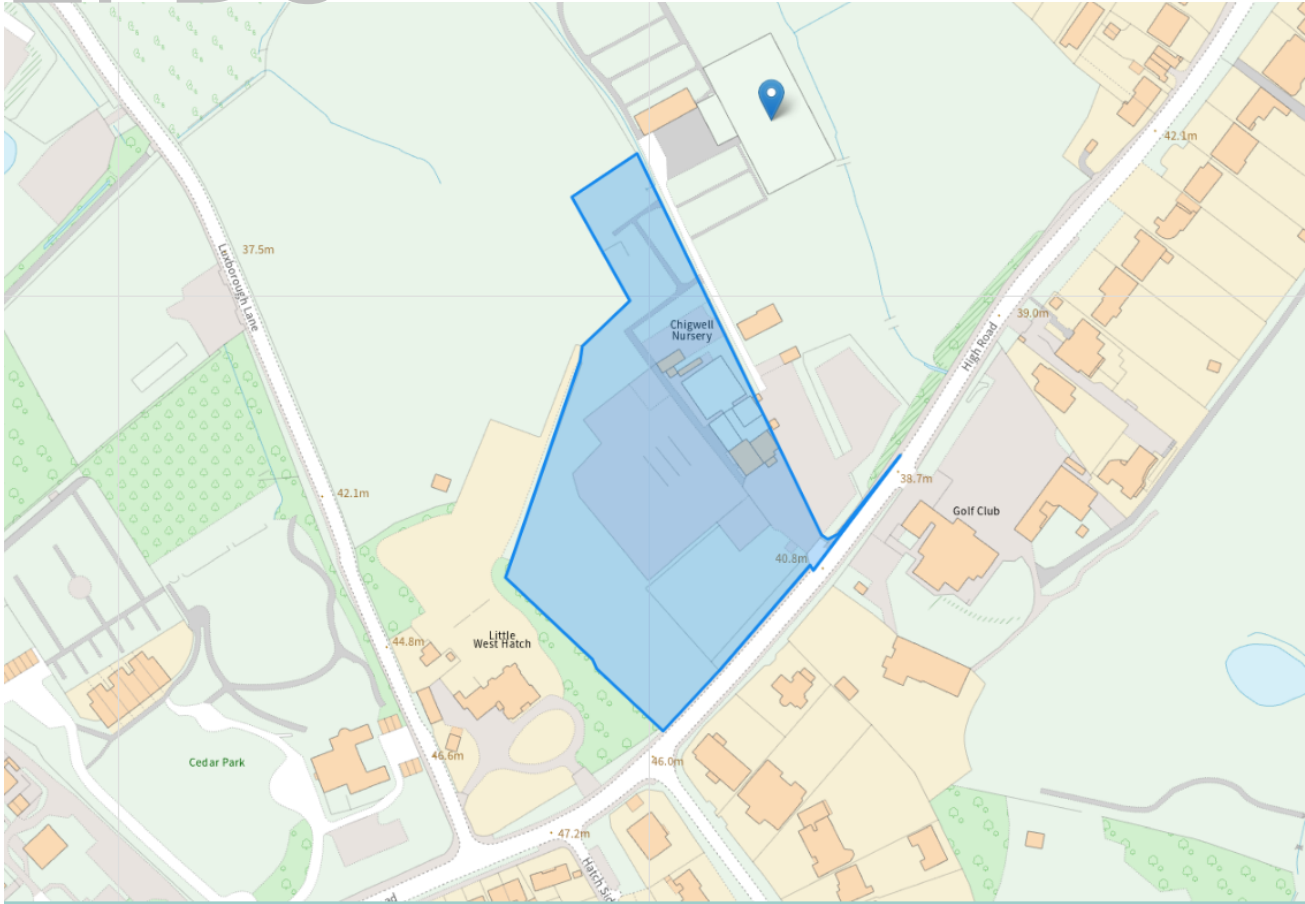 42.1m
37.5m
Luxborough Lane
39.0m
Chigwell
Nursery
High Road
38.7m
42.1m
Golf Club
40.8m
Little
West Hatch
44.8m
46.6m
46.0m
Cedar Park
47.2m